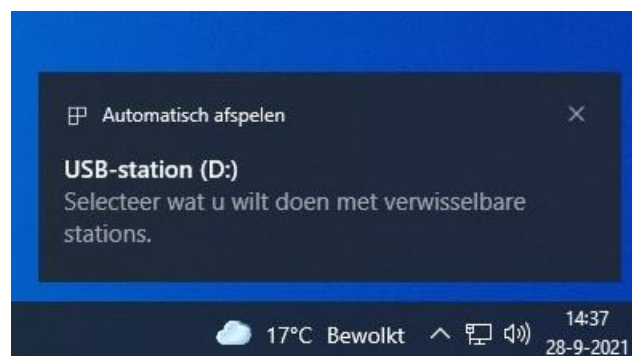 Automatisch afspelen
USB-station (D:)
Selecteer wat u wilt doen met verwisselbare
stations.
17°C Bewolkt
14:37
28-9-2021